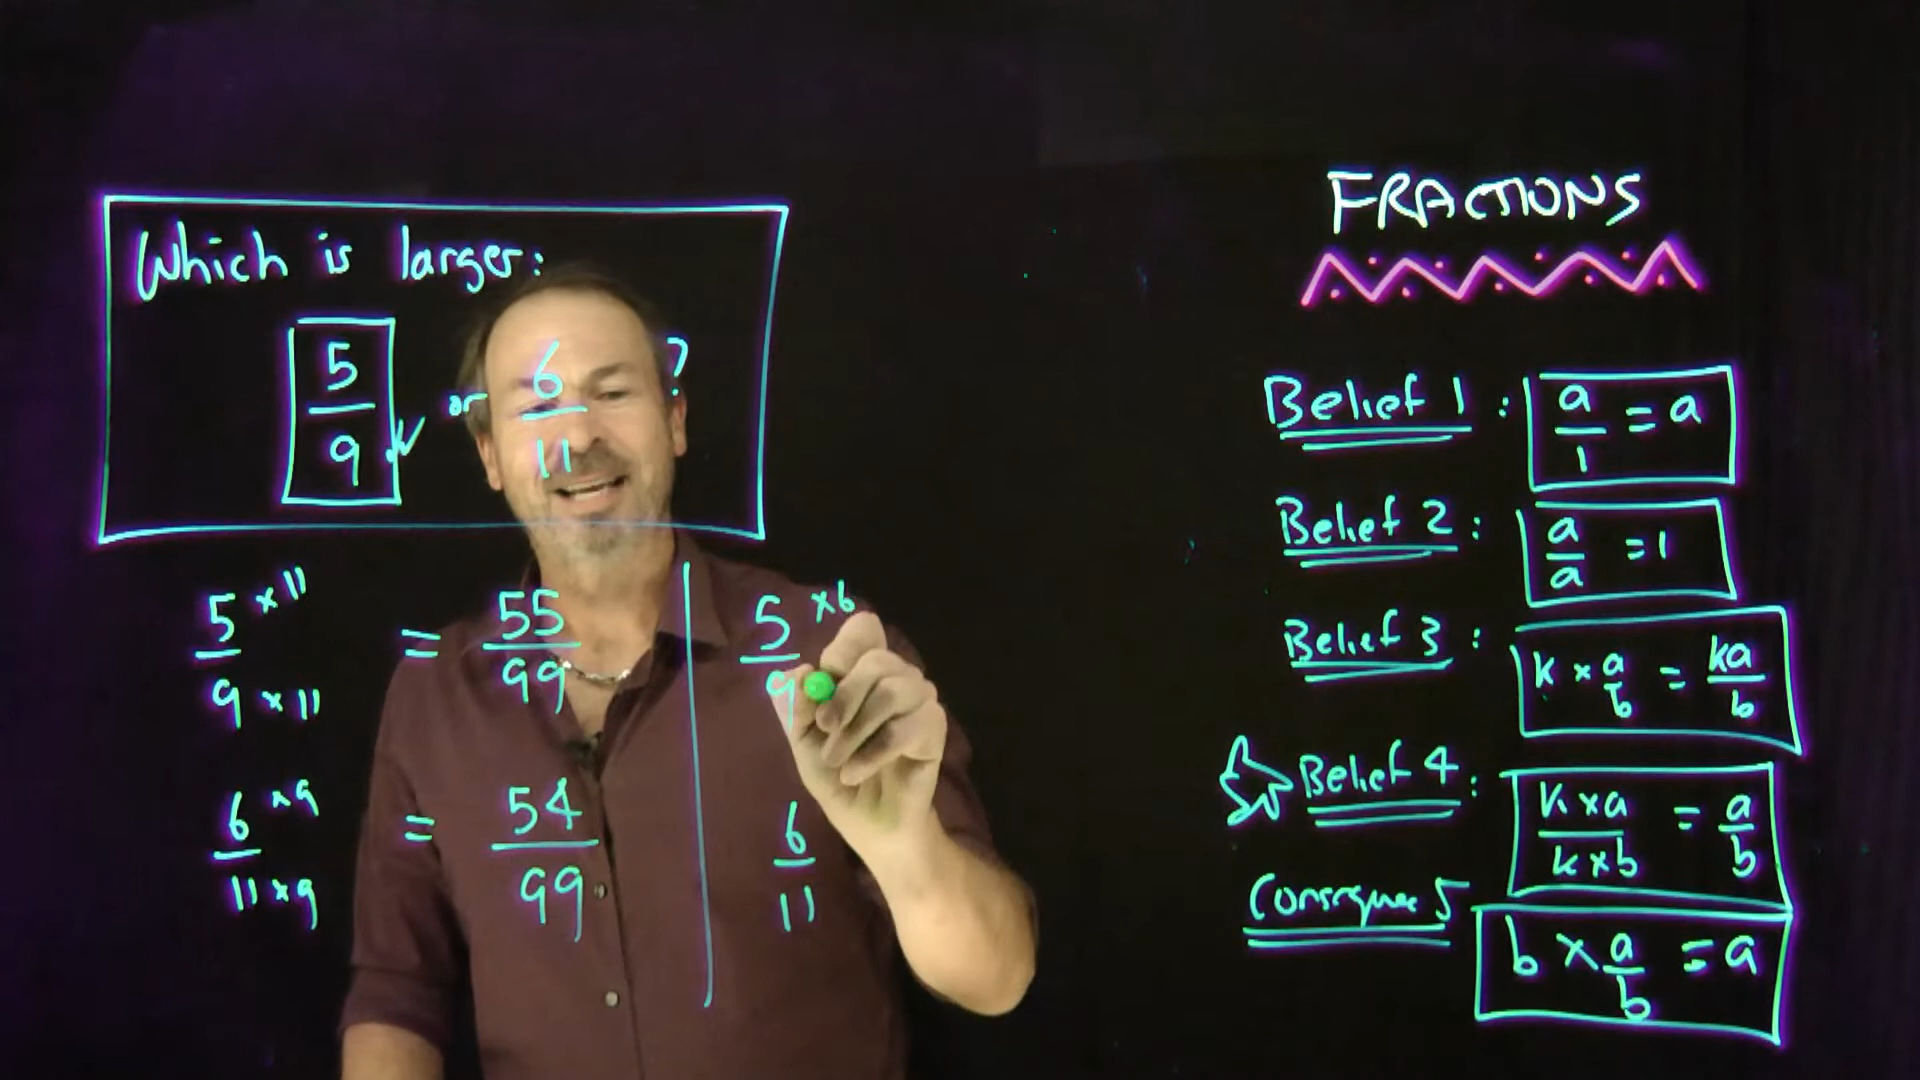 Which is larger:
5/9 or 6/11 ?
5 × 11 / 9 × 11 = 55/99
6 × 9 / 11 × 9 = 54/99
5 × 6 / 9
6/11
FRACTIONS
Belief 1 : a/1 = a
Belief 2 : a/a = 1
Belief 3 : k × a/b = ka/b
Belief 4 : k × a / k × b = a/b
b × a/b = a